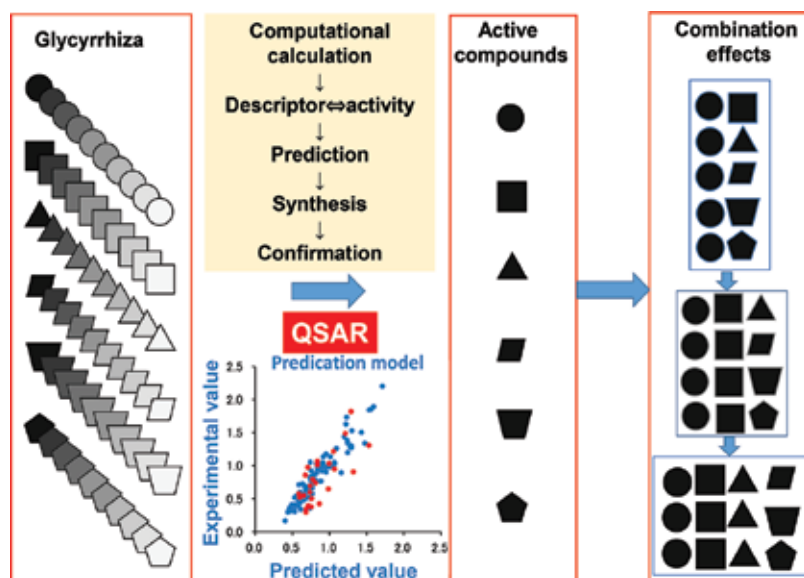 Glycyrrhiza
Computational
calculation
↓
Descriptor⇔activity
↓
Prediction
↓
Synthesis
↓
Confirmation
QSAR
Predication model
Experimental value
2.5
2.0
1.5
1.0
0.5
0.0
0.0 0.5 1.0 1.5 2.0 2.5
Predicted value
Active
compounds
Combination
effects